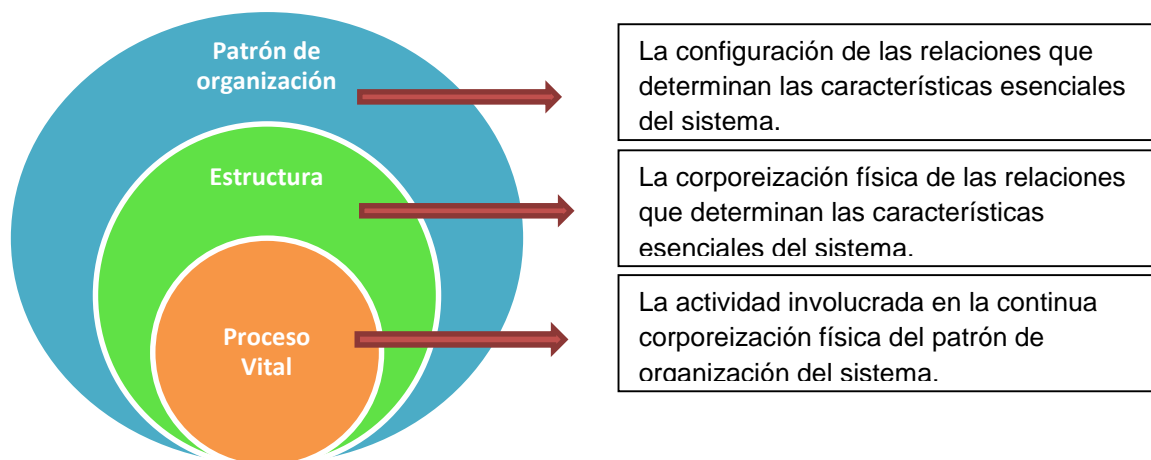 Patrón de
organización
La configuración de las relaciones que
determinan las características esenciales
del sistema.
Estructura
La corporeización física de las relaciones
que determinan las características
esenciales del sistema.
Proceso
Vital
La actividad involucrada en la continua
corporeización física del patrón de
organización del sistema.